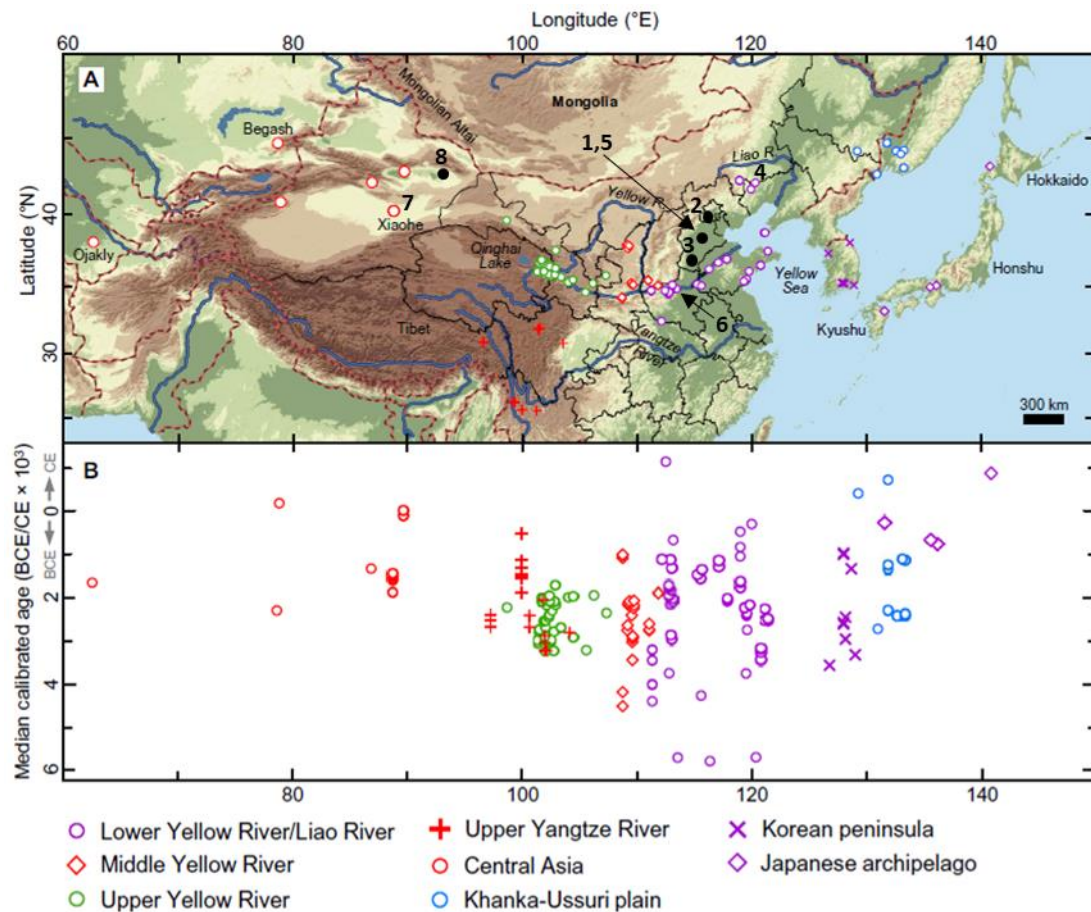 Longitude (°E)
60 80 100 120 140
A
Mongolian Altai
Mongolia
Begash
8
1,5
Liao R.
4
Hokkaido
Latitude (°N)
40
30
7
Xiaohe
Yellow R.
2
3
Ojakly
Qinghai
Lake
Yellow
Sea
Honshu
6
Kyushu
Tibet
Yangtze
River
300 km
B
Median calibrated age (BCE/CE × 10³)
BCE CE
0
2
4
6
80 100 120 140
Lower Yellow River/Liao River Upper Yangtze River Korean peninsula
Middle Yellow River Central Asia Japanese archipelago
Upper Yellow River Khanka-Ussuri plain